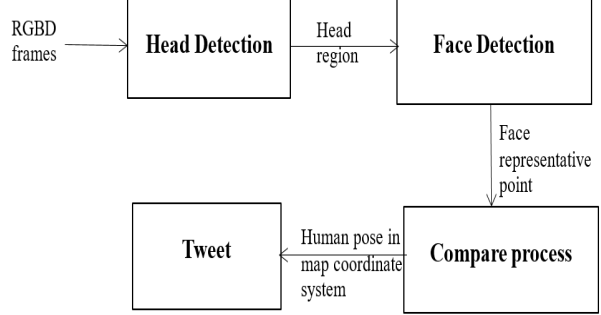 RGBD
frames
Head Detection
Head
region
Face Detection
Face
representative
point
Compare process
Human pose in
map coordinate
system
Tweet